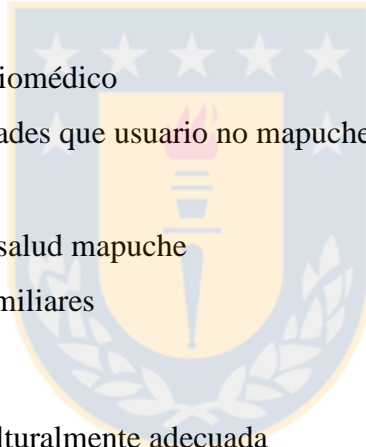 iomédico
ades que usuario no mapuche
salud mapuche
miliares
lturalmente adecuada